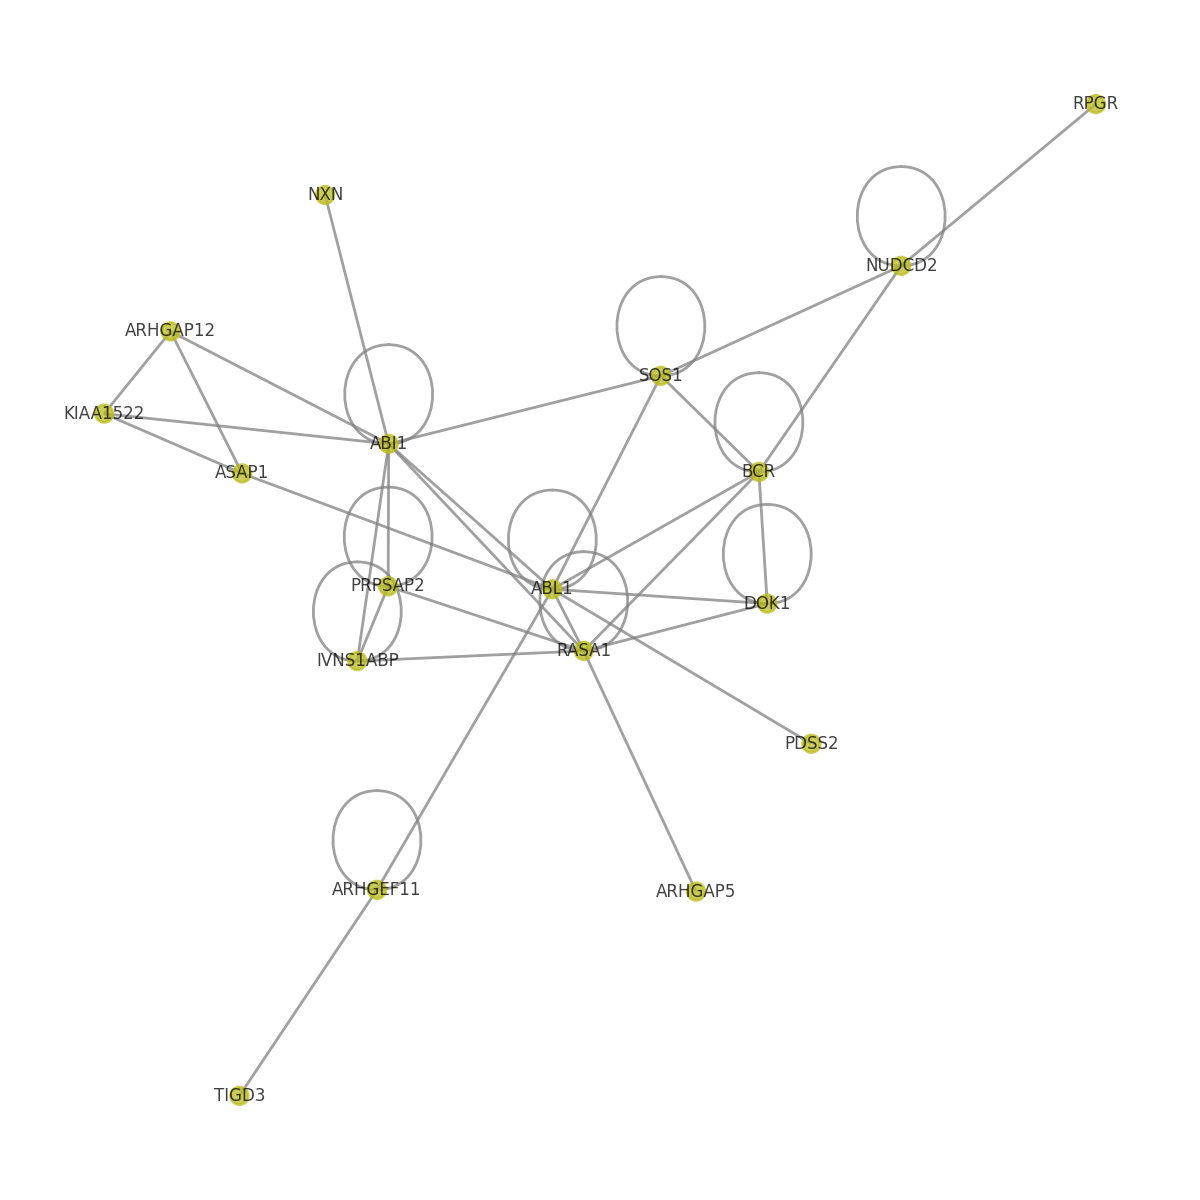 RPGR
NXN
NUDCD2
ARHGAP12
SOS1
KIAA1522
ABI1
ASAP1
BCR
PRPSAP2
ABL1
DOK1
RASA1
IVNS1ABP
PDSS2
ARHGEF11
ARHGAP5
TIGD3